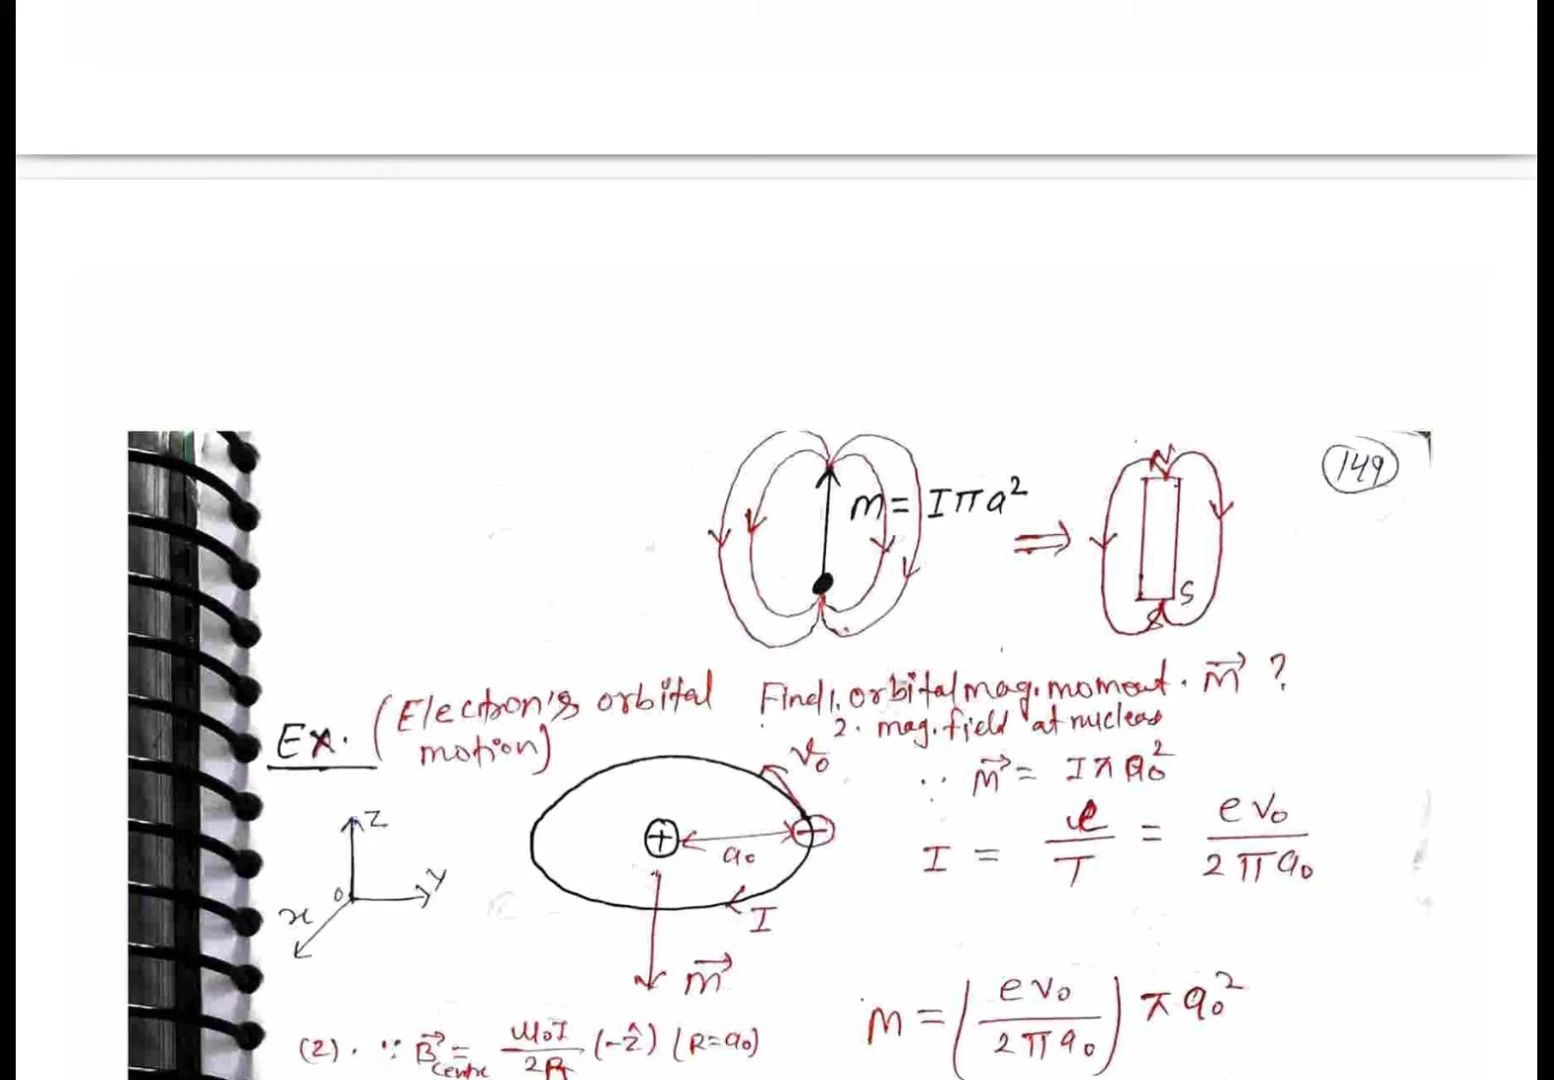 149
m = Iπa²
⇒
N
S
S
Ex. (Electron's orbital motion)
Find 1. orbital mag. moment. m⃗ ?
2. mag. field at nucleus
V₀
∵ m⃗ = Iπa₀²
I = e/T = eV₀/2πa₀
z
y
x
o
+
−
a₀
I
m⃗
m = (eV₀/2πa₀) πa₀²
(2). ∵ B⃗centre = μ₀I/2R (-ẑ) (R=a₀)